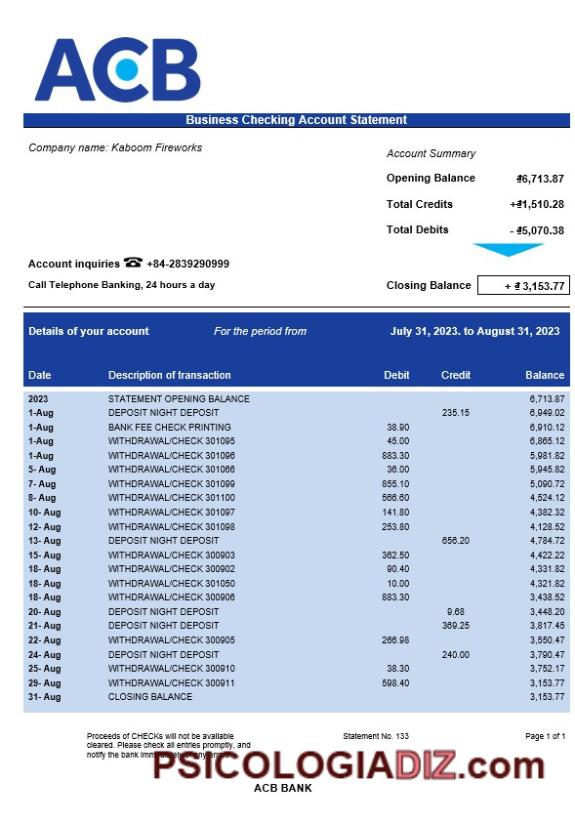 ACB
Business Checking Account Statement
Company name: Kaboom Fireworks
Account Summary
Opening Balance ₫6,713.87
Total Credits +₫1,510.28
Total Debits - ₫5,070.38
Account inquiries ☎ +84-2839290999
Call Telephone Banking, 24 hours a day
Closing Balance + ₫ 3,153.77
Details of your account For the period from July 31, 2023. to August 31, 2023
Date Description of transaction Debit Credit Balance
2023 STATEMENT OPENING BALANCE 6,713.87
1-Aug DEPOSIT NIGHT DEPOSIT 235.15 6,949.02
1-Aug BANK FEE CHECK PRINTING 38.90 6,910.12
1-Aug WITHDRAWAL/CHECK 301095 45.00 6,865.12
1-Aug WITHDRAWAL/CHECK 301096 883.30 5,981.82
5- Aug WITHDRAWAL/CHECK 301066 36.00 5,945.82
7- Aug WITHDRAWAL/CHECK 301099 855.10 5,090.72
8- Aug WITHDRAWAL/CHECK 301100 566.60 4,524.12
10- Aug WITHDRAWAL/CHECK 301097 141.80 4,382.32
12- Aug WITHDRAWAL/CHECK 301098 253.80 4,128.52
13- Aug DEPOSIT NIGHT DEPOSIT 656.20 4,784.72
15- Aug WITHDRAWAL/CHECK 300903 362.50 4,422.22
18- Aug WITHDRAWAL/CHECK 300902 90.40 4,331.82
18- Aug WITHDRAWAL/CHECK 301050 10.00 4,321.82
18- Aug WITHDRAWAL/CHECK 300906 883.30 3,438.52
20- Aug DEPOSIT NIGHT DEPOSIT 9.68 3,448.20
21- Aug DEPOSIT NIGHT DEPOSIT 369.25 3,817.45
22- Aug WITHDRAWAL/CHECK 300905 266.98 3,550.47
24- Aug DEPOSIT NIGHT DEPOSIT 240.00 3,790.47
25- Aug WITHDRAWAL/CHECK 300910 38.30 3,752.17
29- Aug WITHDRAWAL/CHECK 300911 598.40 3,153.77
31- Aug CLOSING BALANCE 3,153.77
Proceeds of CHECKs will not be available Statement No. 133 Page 1 of 1
cleared. Please check all entries promptly, and
notify the bank
PSICOLOGIADIZ.com
ACB BANK